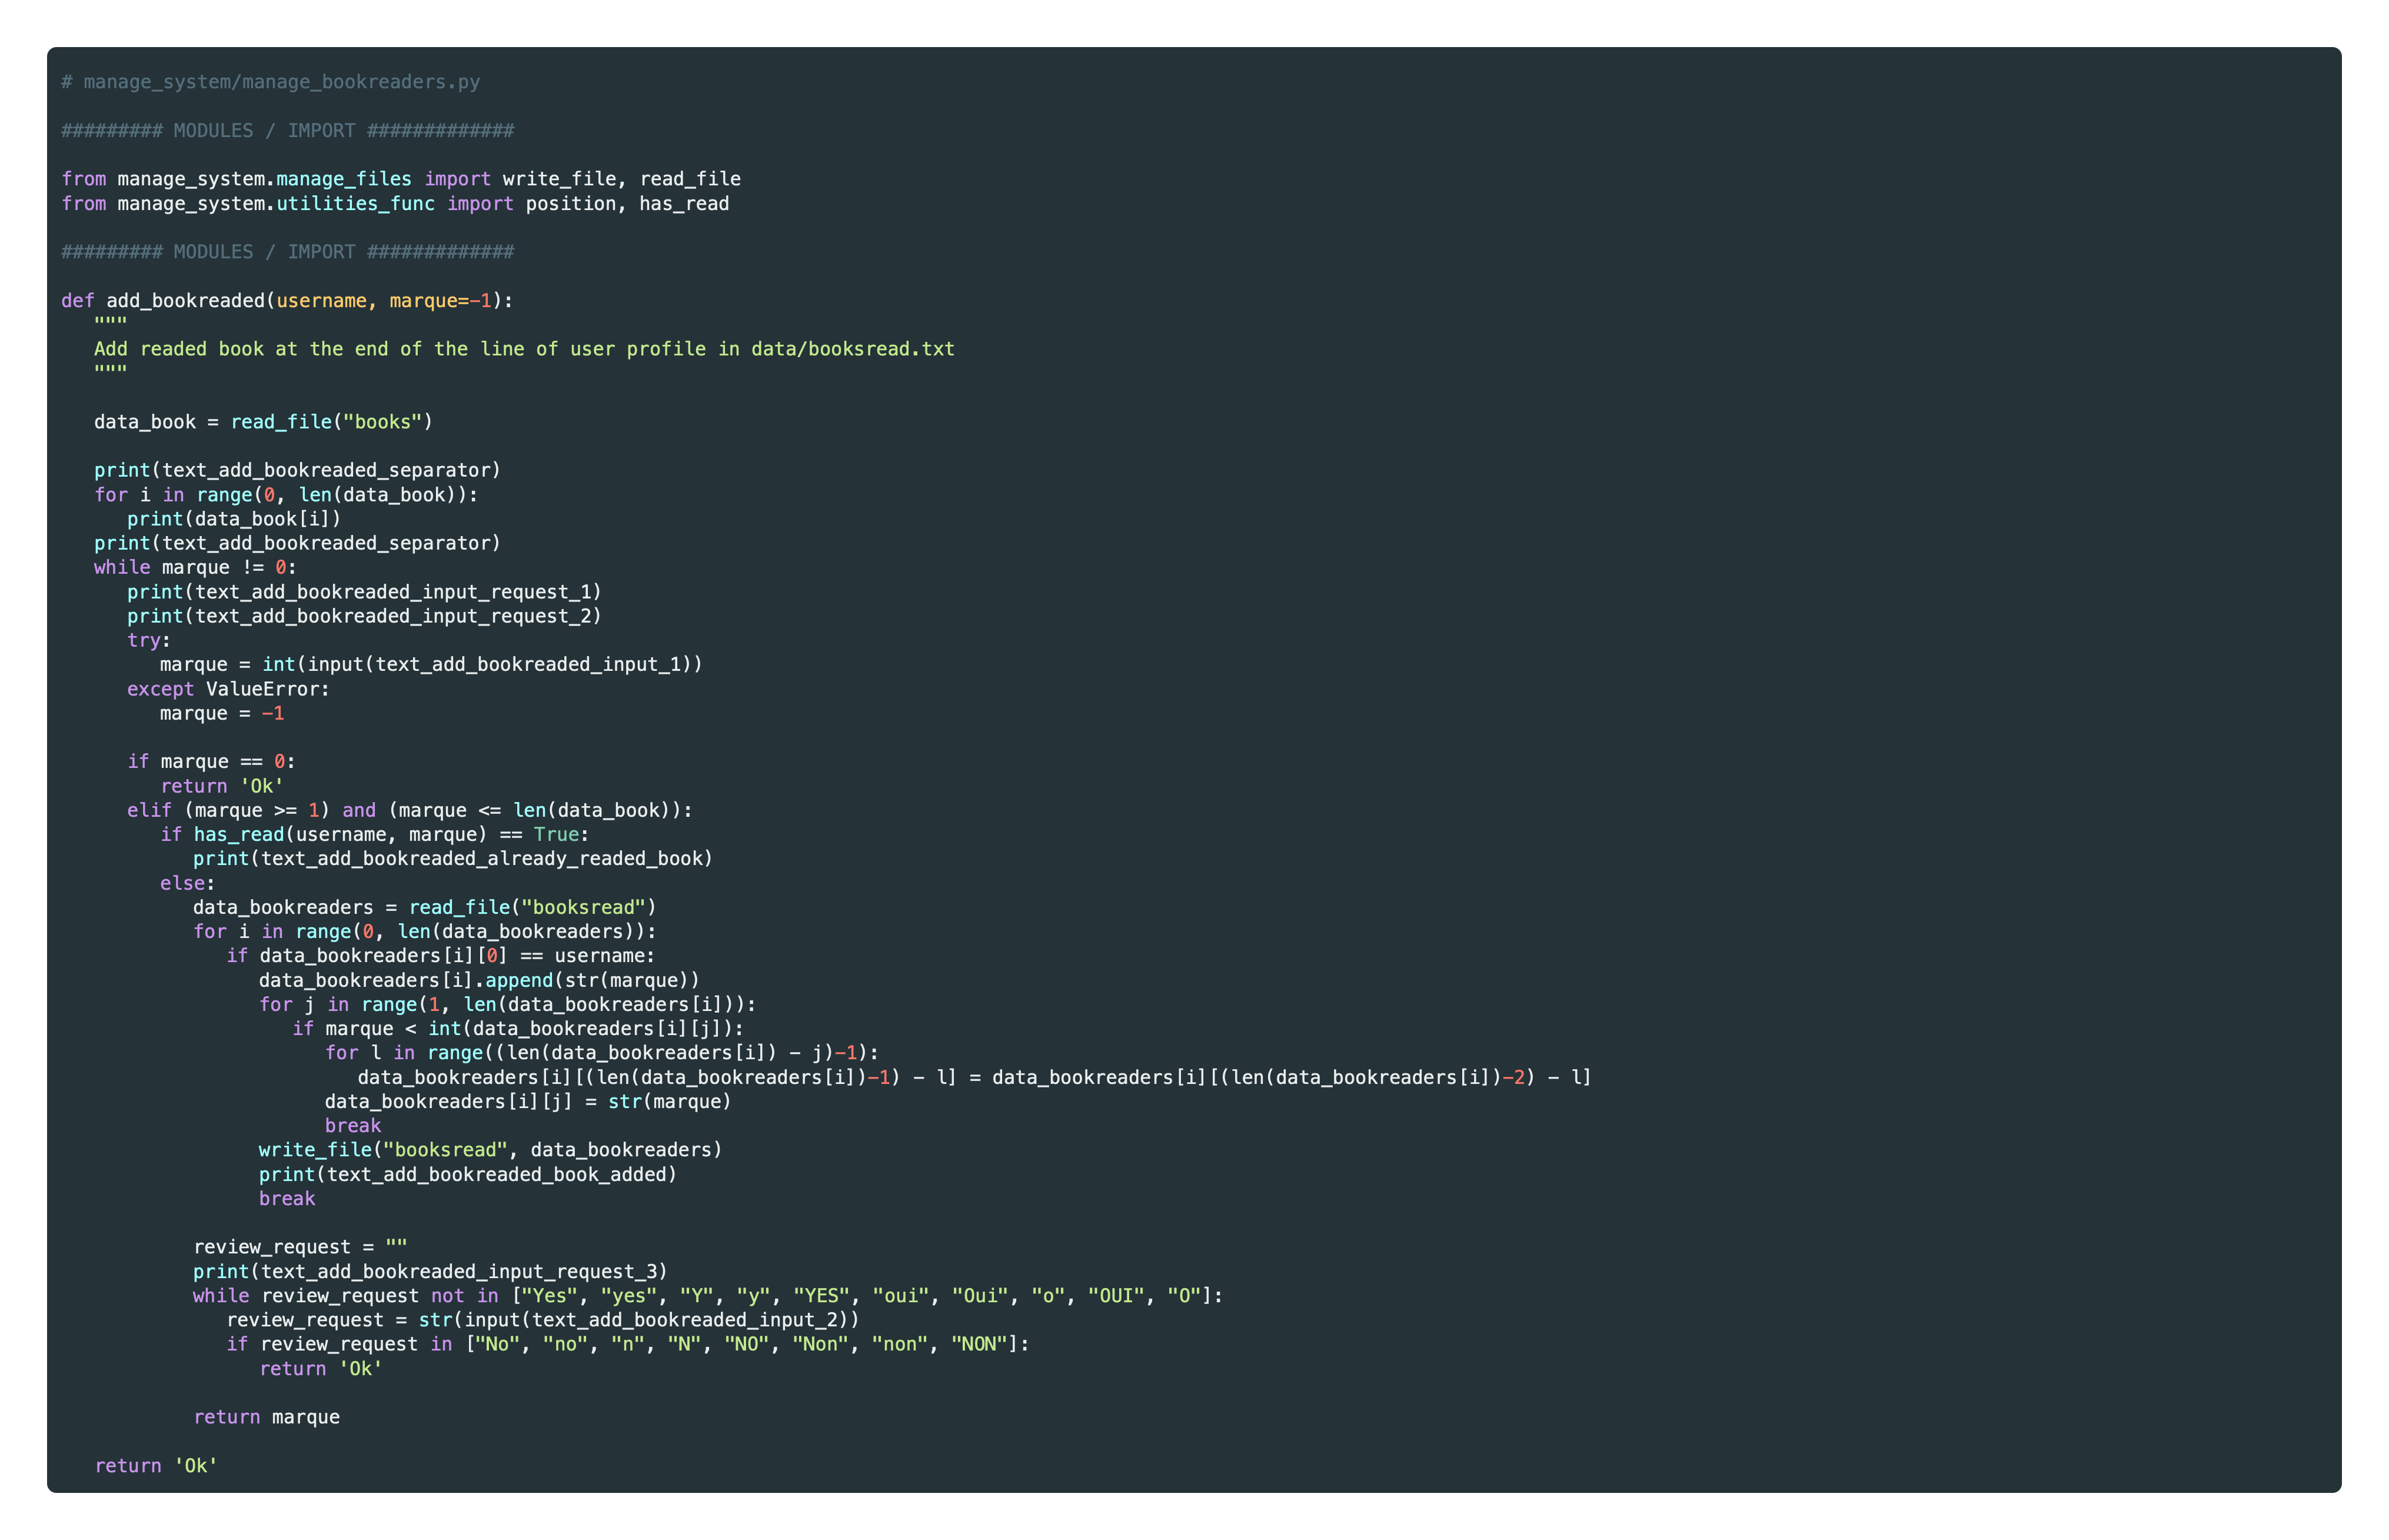 # manage_system/manage_bookreaders.py
######### MODULES / IMPORT #############
from manage_system.manage_files import write_file, read_file
from manage_system.utilities_func import position, has_read
######### MODULES / IMPORT #############
def add_bookreaded(username, marque=-1):
"""
Add readed book at the end of the line of user profile in data/booksread.txt
"""
data_book = read_file("books")
print(text_add_bookreaded_separator)
for i in range(0, len(data_book)):
print(data_book[i])
print(text_add_bookreaded_separator)
while marque != 0:
print(text_add_bookreaded_input_request_1)
print(text_add_bookreaded_input_request_2)
try:
marque = int(input(text_add_bookreaded_input_1))
except ValueError:
marque = -1
if marque == 0:
return 'Ok'
elif (marque >= 1) and (marque <= len(data_book)):
if has_read(username, marque) == True:
print(text_add_bookreaded_already_readed_book)
else:
data_bookreaders = read_file("booksread")
for i in range(0, len(data_bookreaders)):
if data_bookreaders[i][0] == username:
data_bookreaders[i].append(str(marque))
for j in range(1, len(data_bookreaders[i])):
if marque < int(data_bookreaders[i][j]):
for l in range((len(data_bookreaders[i]) - j)-1):
data_bookreaders[i][(len(data_bookreaders[i])-1) - l] = data_bookreaders[i][(len(data_bookreaders[i])-2) - l]
data_bookreaders[i][j] = str(marque)
break
write_file("booksread", data_bookreaders)
print(text_add_bookreaded_book_added)
break
review_request = ""
print(text_add_bookreaded_input_request_3)
while review_request not in ["Yes", "yes", "Y", "y", "YES", "oui", "Oui", "o", "OUI", "O"]:
review_request = str(input(text_add_bookreaded_input_2))
if review_request in ["No", "no", "n", "N", "NO", "Non", "non", "NON"]:
return 'Ok'
return marque
return 'Ok'